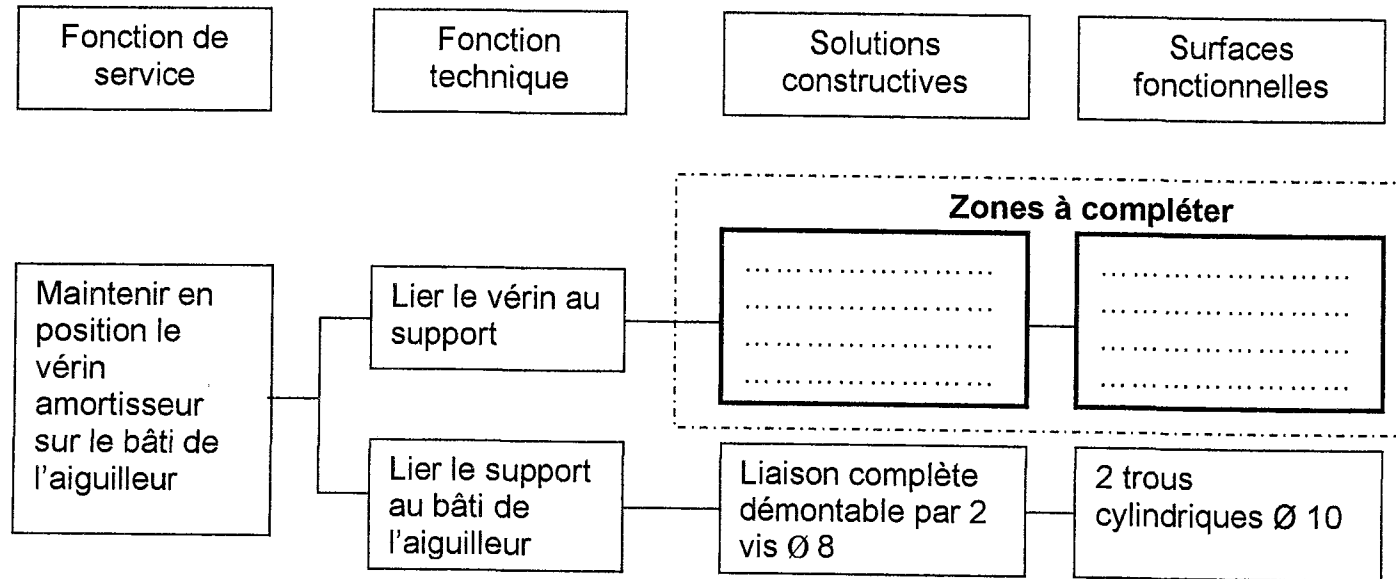 Fonction de
service
Fonction
technique
Solutions
constructives
Surfaces
fonctionnelles
Zones à compléter
Maintenir en
position le
vérin
amortisseur
sur le bâti de
l'aiguilleur
Lier le vérin au
support
............................
............................
............................
............................
............................
............................
............................
............................
Lier le support
au bâti de
l'aiguilleur
Liaison complète
démontable par 2
vis Ø 8
2 trous
cylindriques Ø 10